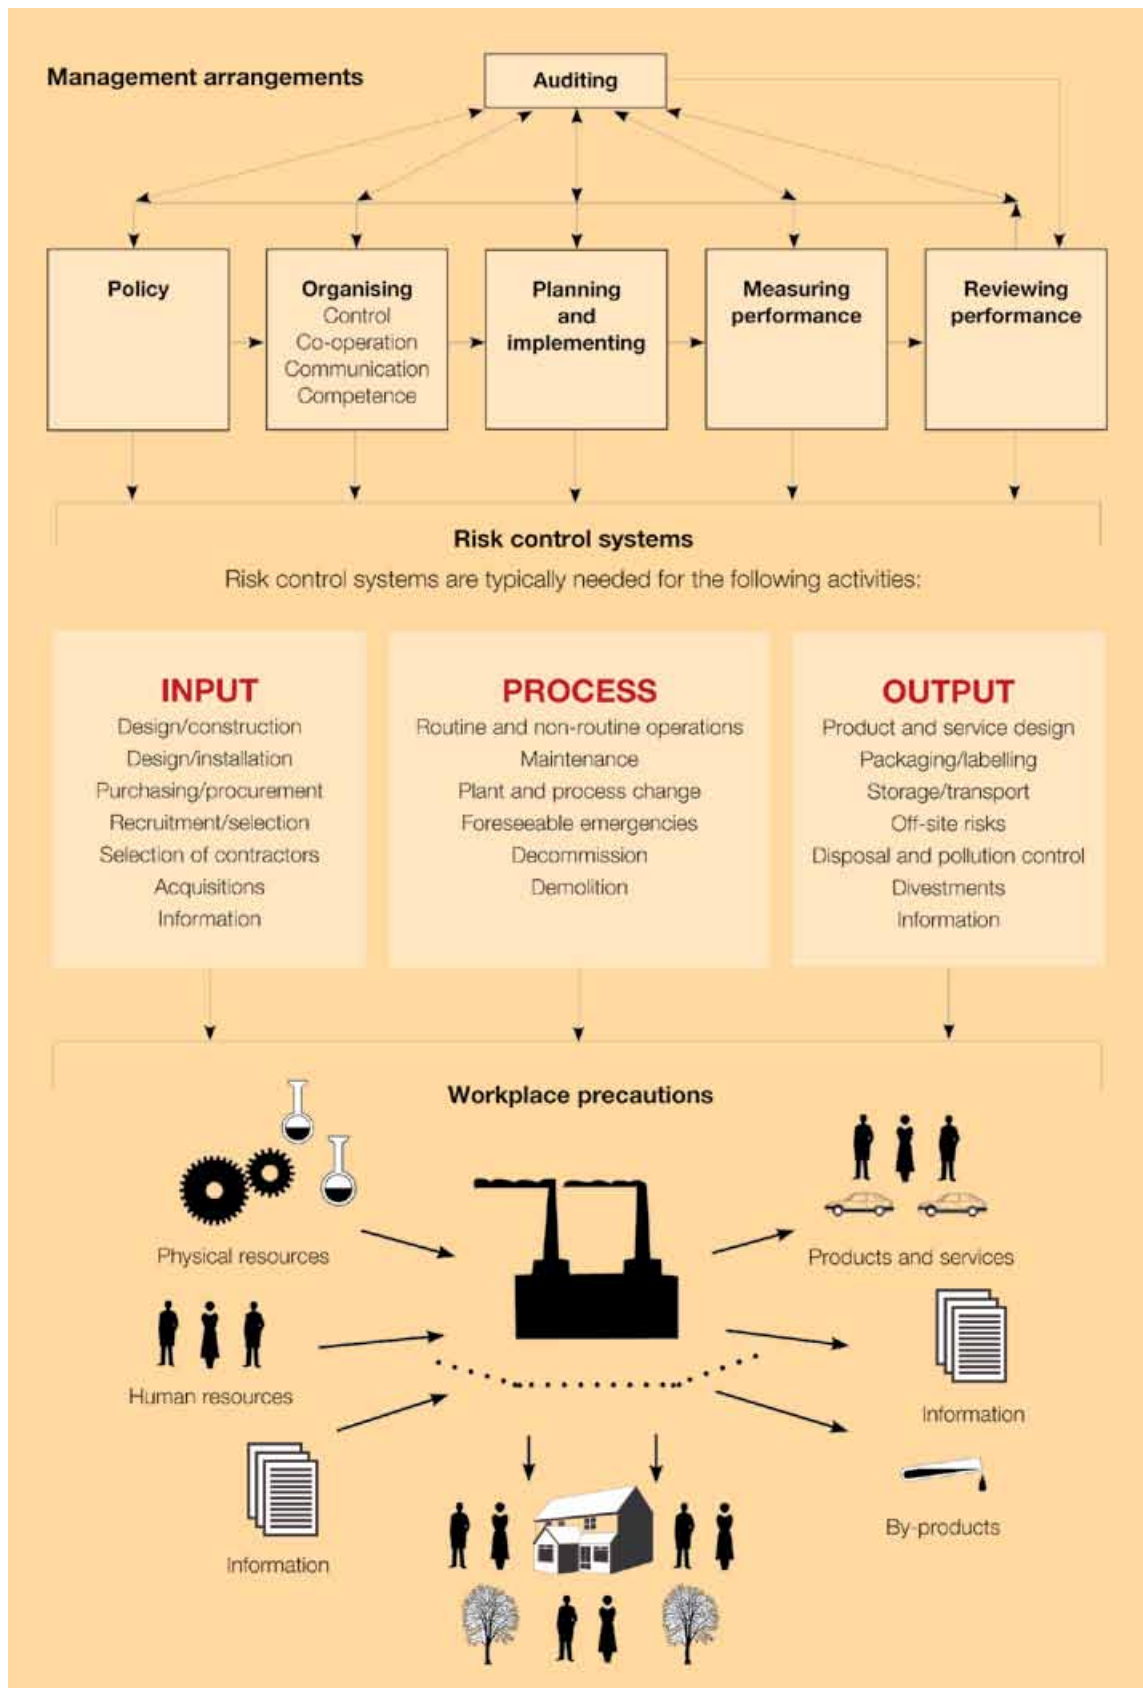 Management arrangements
Auditing
Policy
Organising
Control
Co-operation
Communication
Competence
Planning
and
implementing
Measuring
performance
Reviewing
performance
Risk control systems
Risk control systems are typically needed for the following activities:
INPUT
Design/construction
Design/installation
Purchasing/procurement
Recruitment/selection
Selection of contractors
Acquisitions
Information
PROCESS
Routine and non-routine operations
Maintenance
Plant and process change
Foreseeable emergencies
Decommission
Demolition
OUTPUT
Product and service design
Packaging/labelling
Storage/transport
Off-site risks
Disposal and pollution control
Divestments
Information
Workplace precautions
Physical resources
Human resources
Information
Products and services
Information
By-products